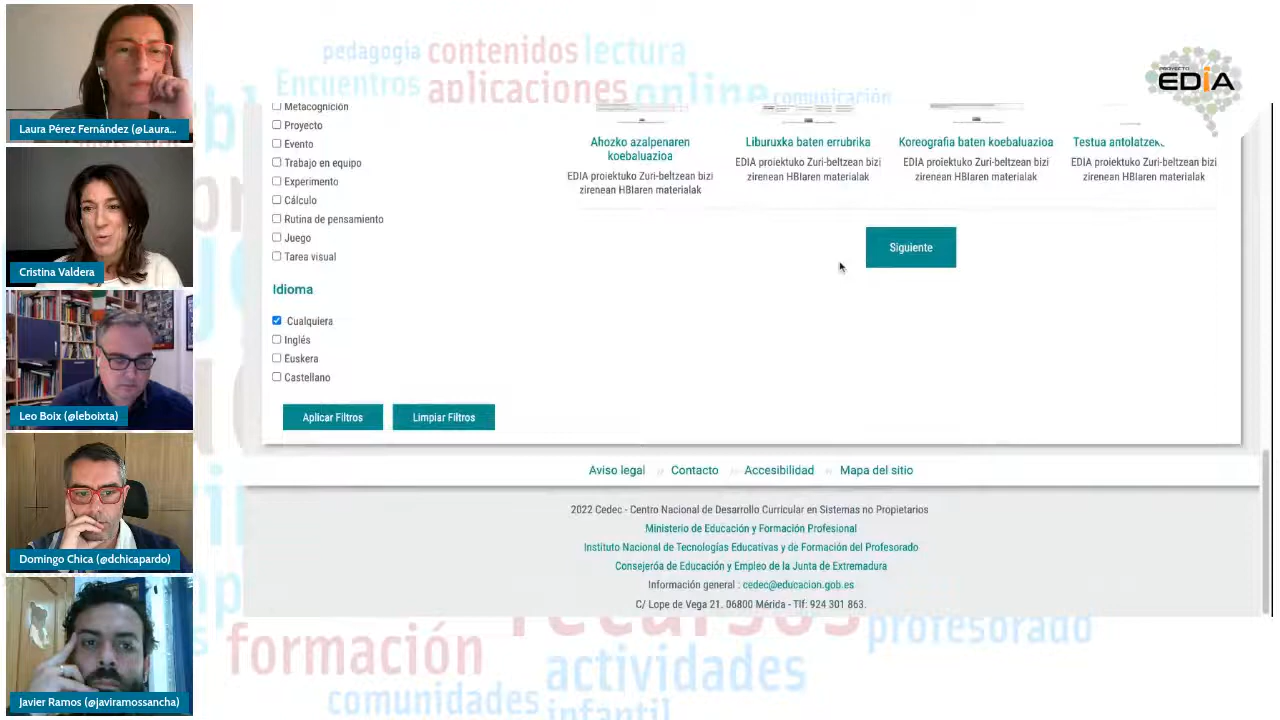 Laura Pérez Fernández (@Laura...
Cristina Valdera
Leo Boix (@leboixta)
Domingo Chica (@dchicapardo)
Javier Ramos (@javiramossancha)
pedagogia contenidos lectura
Encuentros aplicaciones online comunicación
PROYECTO
EDIA
Metacognición
Proyecto
Evento
Trabajo en equipo
Experimento
Cálculo
Rutina de pensamiento
Juego
Tarea visual
Idioma
Cualquiera
Inglés
Euskera
Castellano
Aplicar Filtros
Limpiar Filtros
Ahozko azalpenaren
koebaluazioa
EDIA proiektuko Zuri-beltzean bizi
zirenean HBIaren materialak
Liburuxka baten errubrika
EDIA proiektuko Zuri-beltzean bizi
zirenean HBIaren materialak
Koreografia baten koebaluazioa
EDIA proiektuko Zuri-beltzean bizi
zirenean HBIaren materialak
Testua
EDIA proiektuko Zuri-beltzean bizi
zirenean HBIaren materialak
Siguiente
Aviso legal
Contacto
Accesibilidad
Mapa del sitio
2022 Cedec - Centro Nacional de Desarrollo Curricular en Sistemas no Propietarios
Ministerio de Educación y Formación Profesional
Instituto Nacional de Tecnologías Educativas y de Formación del Profesorado
Consejeróa de Educación y Empleo de la Junta de Extremadura
Información general : cedec@educacion.gob.es
C/ Lope de Vega 21. 06800 Mérida - Tlf: 924 301 863.
formación recursos profesorado
actividades
comunidades infantil